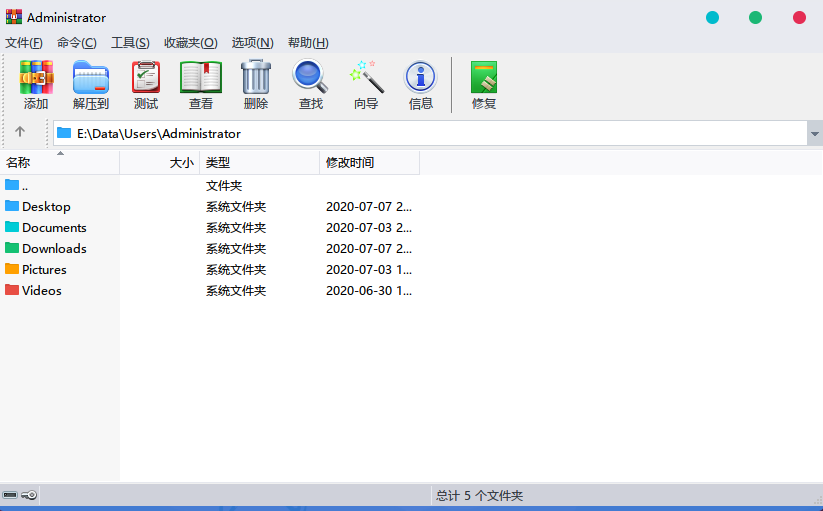 Administrator
文件(F) 命令(C) 工具(S) 收藏夹(O) 选项(N) 帮助(H)
添加 解压到 测试 查看 删除 查找 向导 信息 修复
E:\Data\Users\Administrator
名称 大小 类型 修改时间
.. 文件夹
Desktop 系统文件夹 2020-07-07 2...
Documents 系统文件夹 2020-07-03 2...
Downloads 系统文件夹 2020-07-07 2...
Pictures 系统文件夹 2020-07-03 1...
Videos 系统文件夹 2020-06-30 1...
总计 5 个文件夹